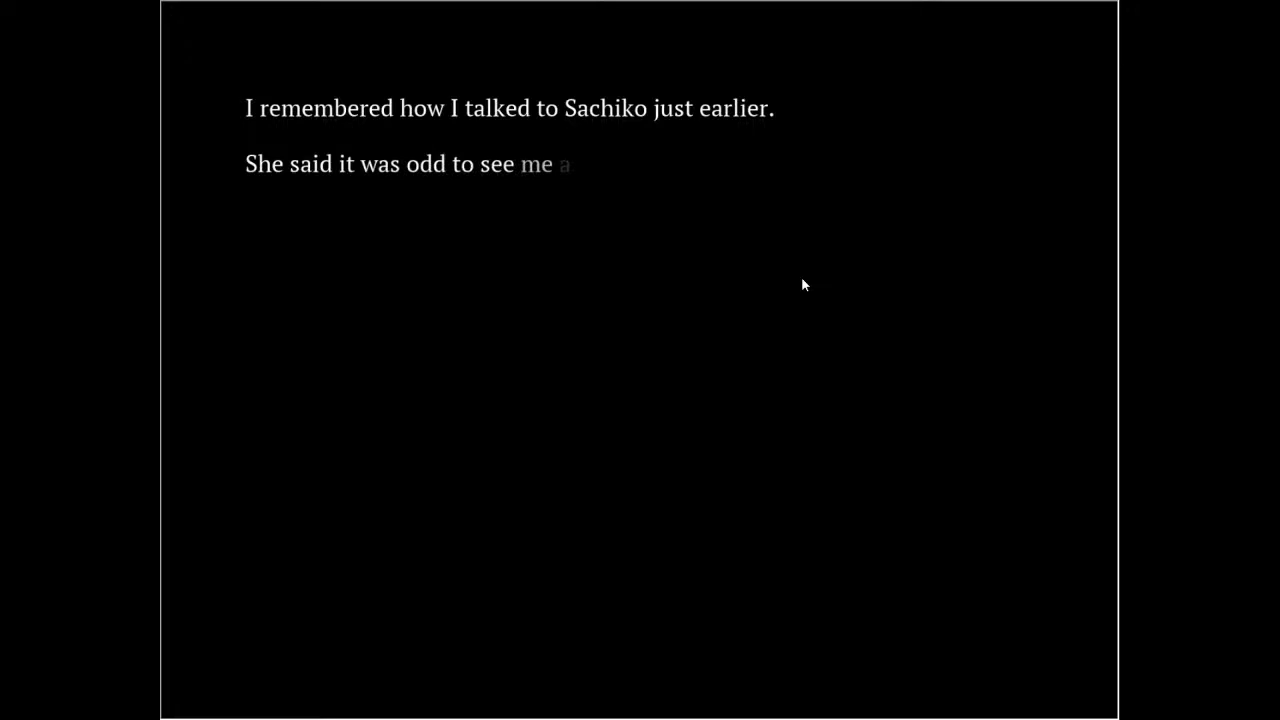 I remembered how I talked to Sachiko just earlier.
She said it was odd to see me a